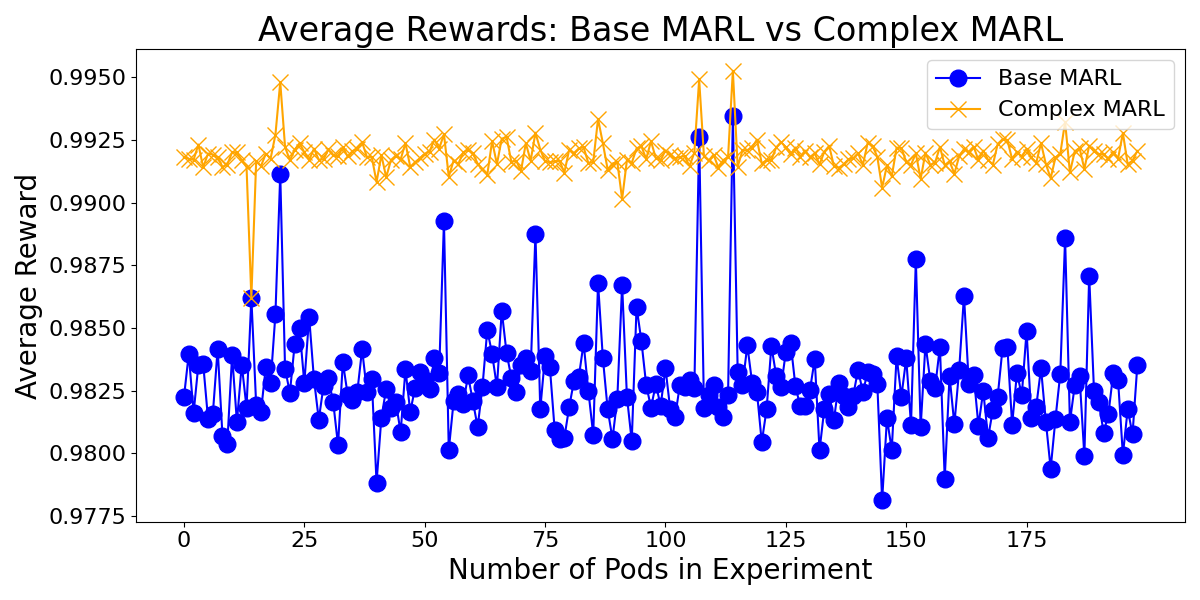 Average Rewards: Base MARL vs Complex MARL
Base MARL
Complex MARL
Average Reward
0.9950
0.9925
0.9900
0.9875
0.9850
0.9825
0.9800
0.9775
0 25 50 75 100 125 150 175
Number of Pods in Experiment